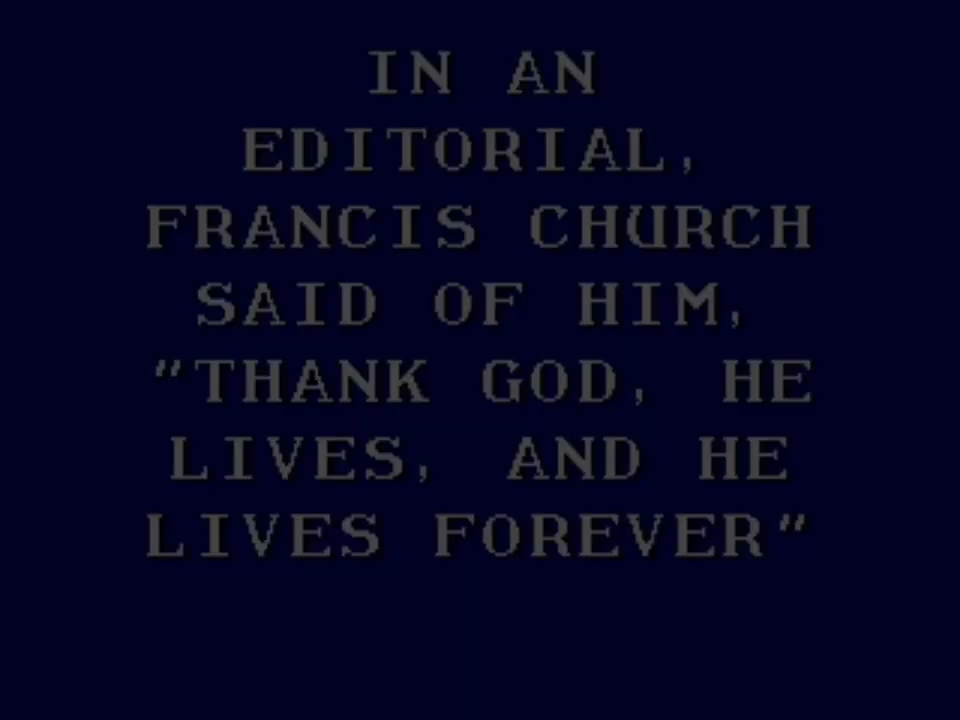 IN AN
EDITORIAL,
FRANCIS CHURCH
SAID OF HIM,
"THANK GOD, HE
LIVES, AND HE
LIVES FOREVER"